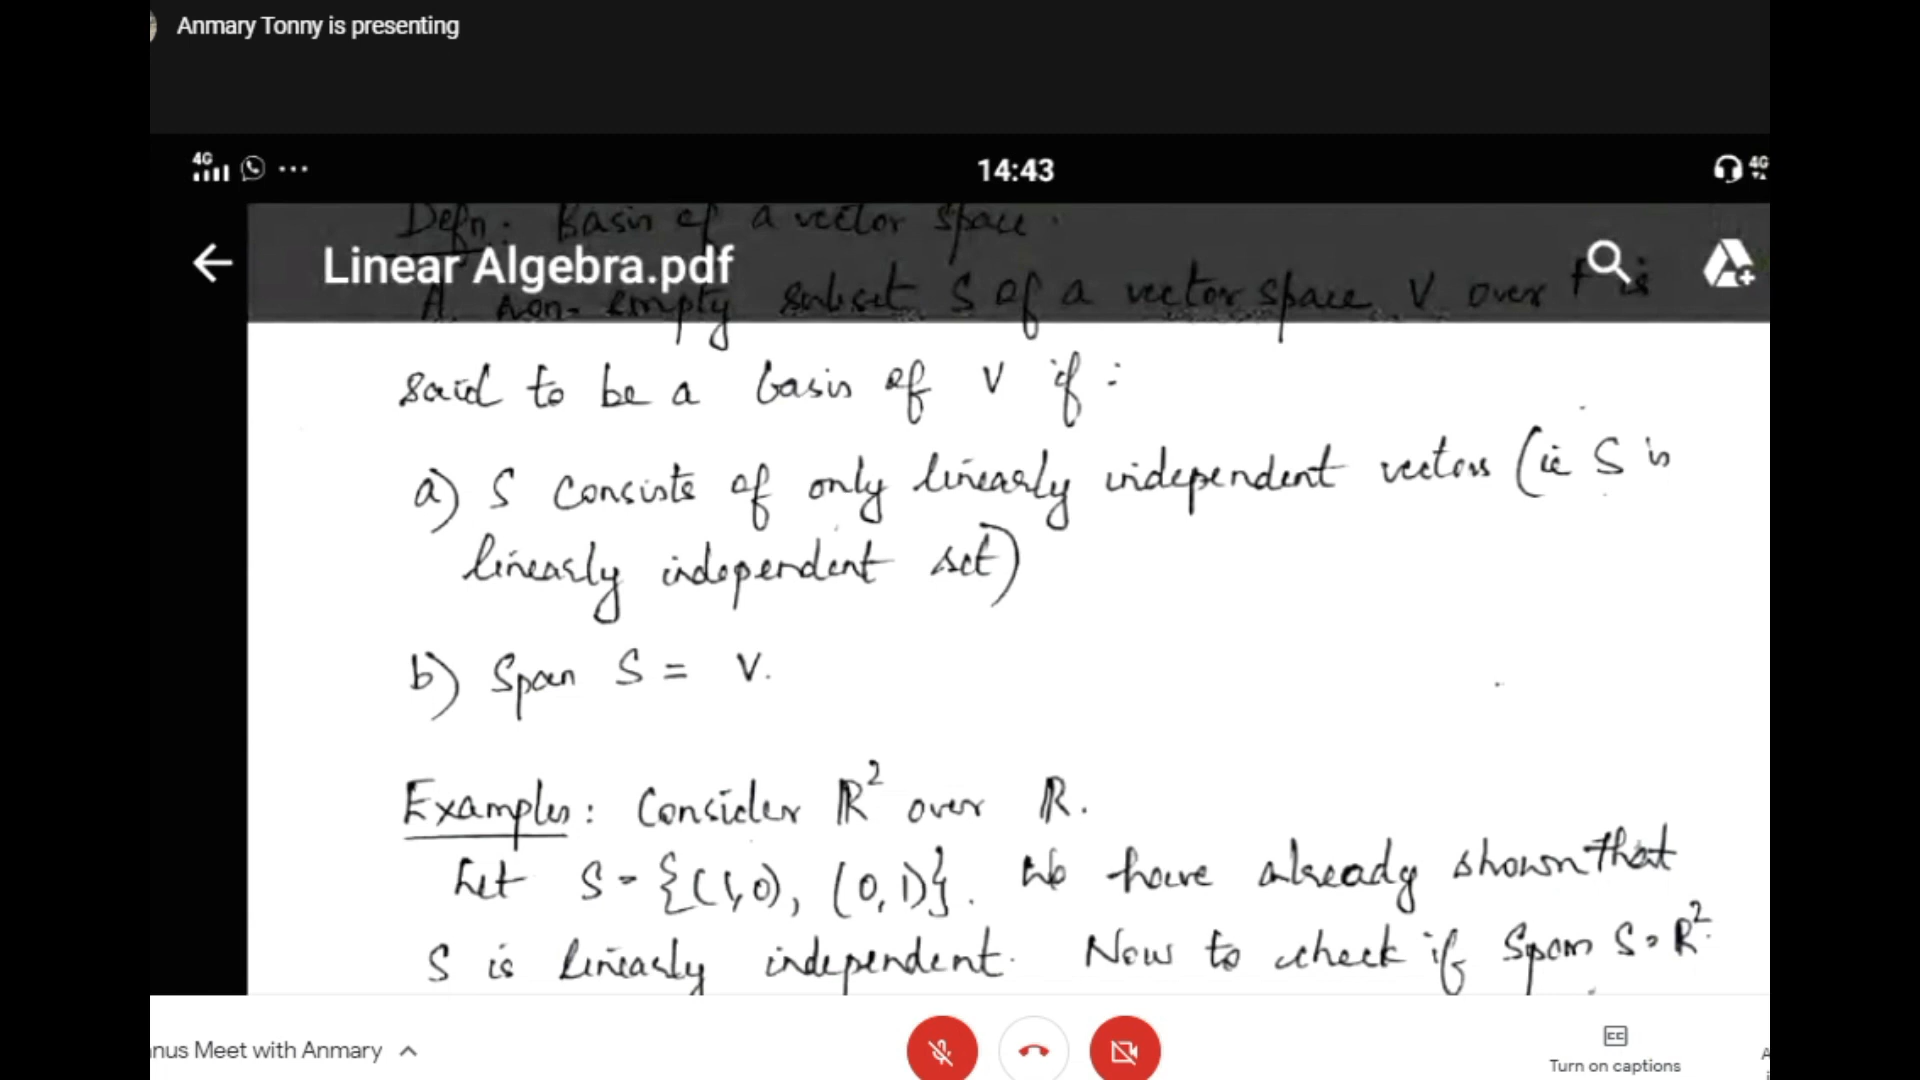 Anmary Tonny is presenting
4G
14:43
4G
Defn: Basis of a vector space.
Linear Algebra.pdf
A non-empty subset S of a vector space V over F is
said to be a basis of V if :
a) S consists of only linearly independent vectors (ie S is
linearly independent set)
b) Span S = V.
Examples: Consider R² over R.
Let S = {(1,0), (0,1)}. We have already shown that
S is linearly independent. Now to check if Span S = R².
nus Meet with Anmary
CC
Turn on captions